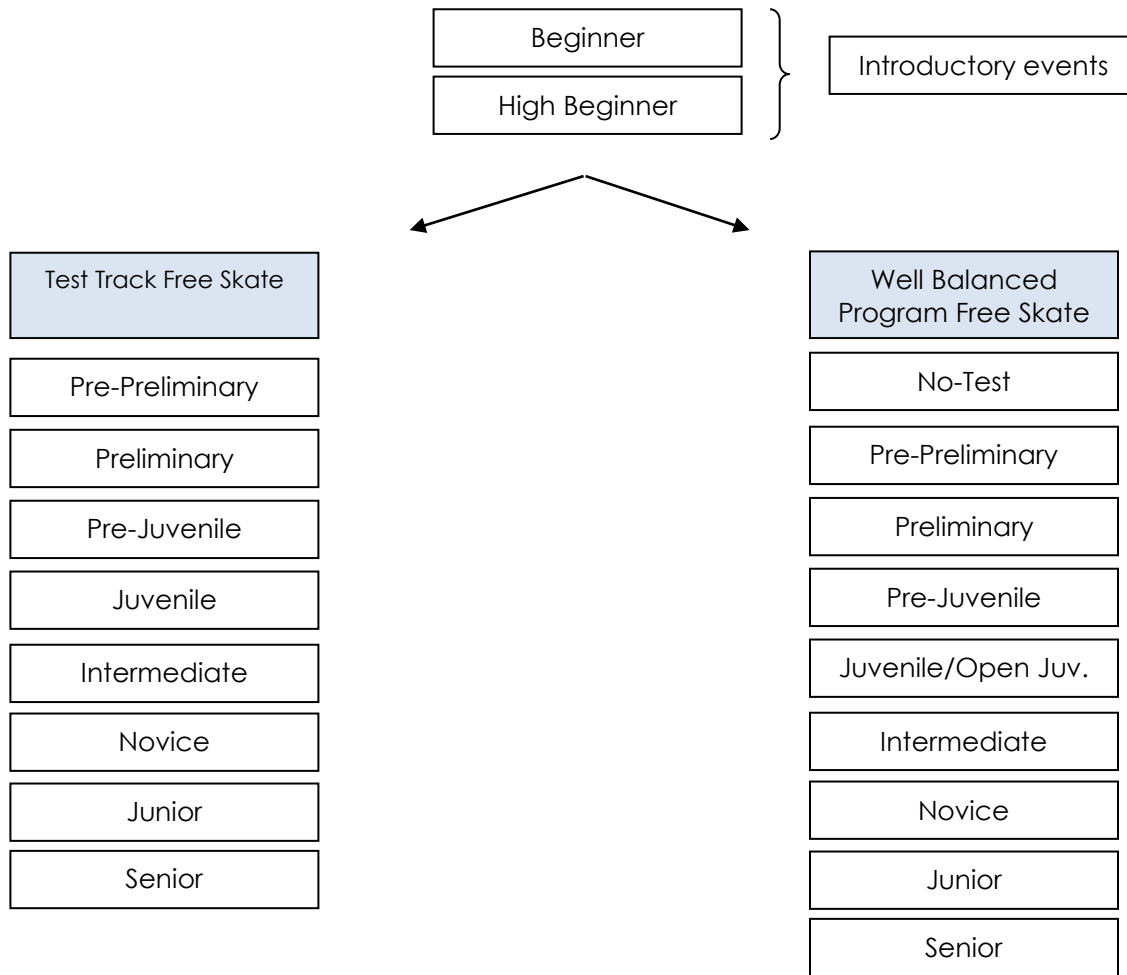 Beginner
High Beginner
Introductory events
Test Track Free Skate
Pre-Preliminary
Preliminary
Pre-Juvenile
Juvenile
Intermediate
Novice
Junior
Senior
Well Balanced
Program Free Skate
No-Test
Pre-Preliminary
Preliminary
Pre-Juvenile
Juvenile/Open Juv.
Intermediate
Novice
Junior
Senior